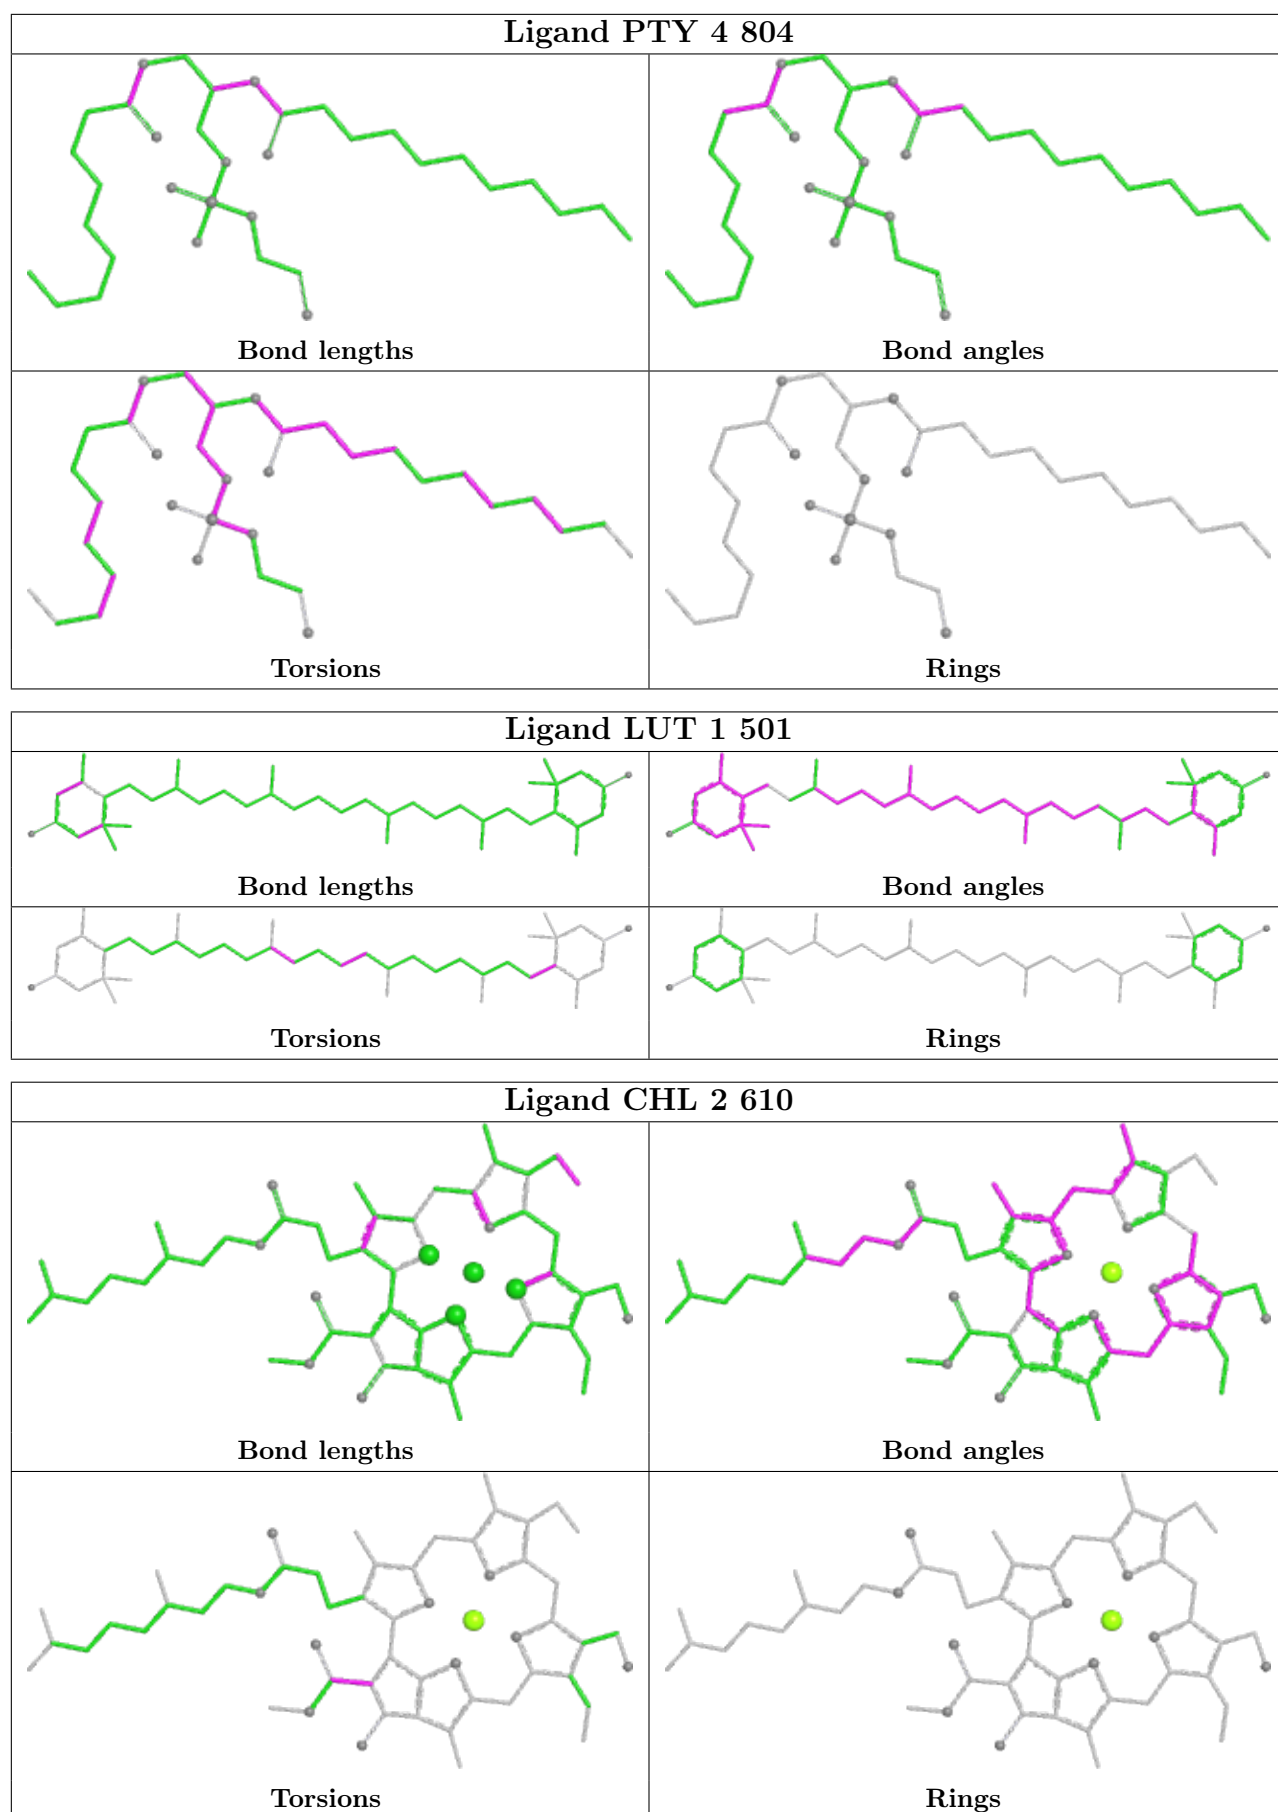 Ligand PTY 4 804
Bond lengths
Bond angles
Torsions
Rings
Ligand LUT 1 501
Bond lengths
Bond angles
Torsions
Rings
Ligand CHL 2 610
Bond lengths
Bond angles
Torsions
Rings